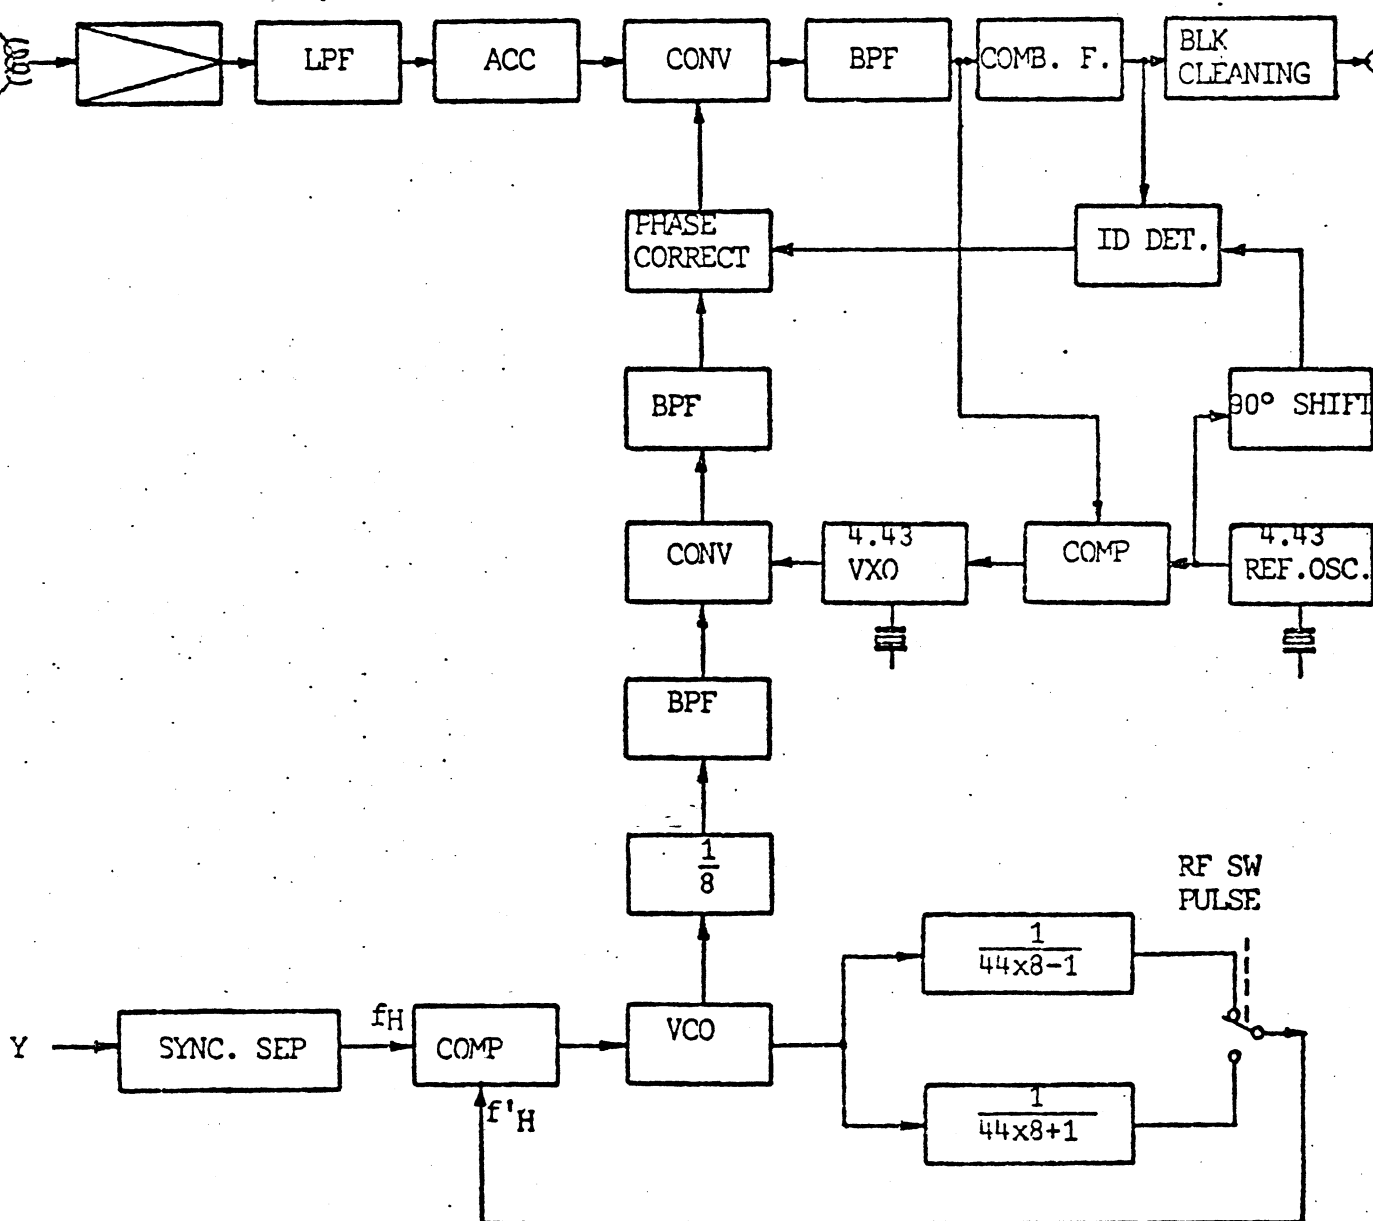 LPF
ACC
CONV
BPF
COMB. F.
BLK
CLEANING
PHASE
CORRECT
ID DET.
BPF
90° SHIFT
CONV
4.43
VXO
COMP
4.43
REF.OSC.
BPF
1
8
RF SW
PULSE
1
44x8-1
Y
SYNC. SEP
fH
COMP
VCO
f'H
1
44x8+1